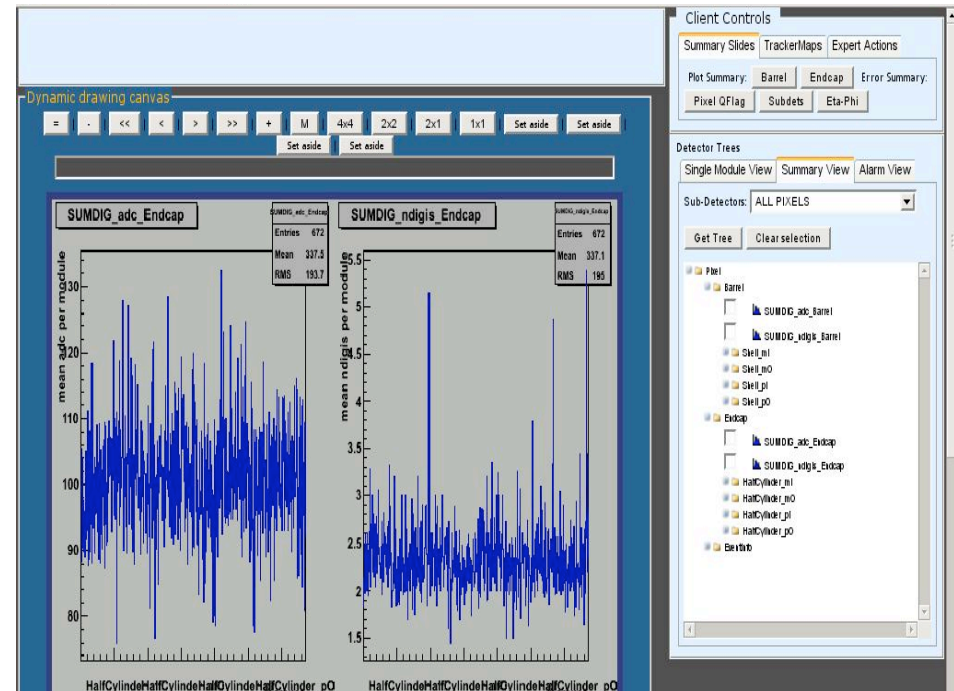 Client Controls
Summary Slides TrackerMaps Expert Actions
Plot Summary: Barrel Endcap Error Summary:
Pixel QFlag Subdets Eta-Phi
Dynamic drawing canvas
= - << < > >> + M 4x4 2x2 2x1 1x1 Set aside Set aside
Set aside Set aside
SUMDIG_adc_Endcap
SUMDIG_adc_Endcap
Entries 672
Mean 337.5
RMS 193.7
mean adc per module
130
120
110
100
90
80
SUMDIG_ndigis_Endcap
SUMDIG_ndigis_Endcap
Entries 672
Mean 337.1
RMS 195
mean ndigis per module
5.5
5
4.5
4
3.5
3
2.5
2
1.5
HalfCylinder_pO
HalfCylinder_pO
Detector Trees
Single Module View Summary View Alarm View
Sub-Detectors: ALL PIXELS
Get Tree Clear selection
Pixel
Barrel
SUMDIG_adc_Barrel
SUMDIG_ndigis_Barrel
Shell_mI
Shell_mO
Shell_pI
Shell_pO
Endcap
SUMDIG_adc_Endcap
SUMDIG_ndigis_Endcap
HalfCylinder_mI
HalfCylinder_mO
HalfCylinder_pI
HalfCylinder_pO
EventInfo